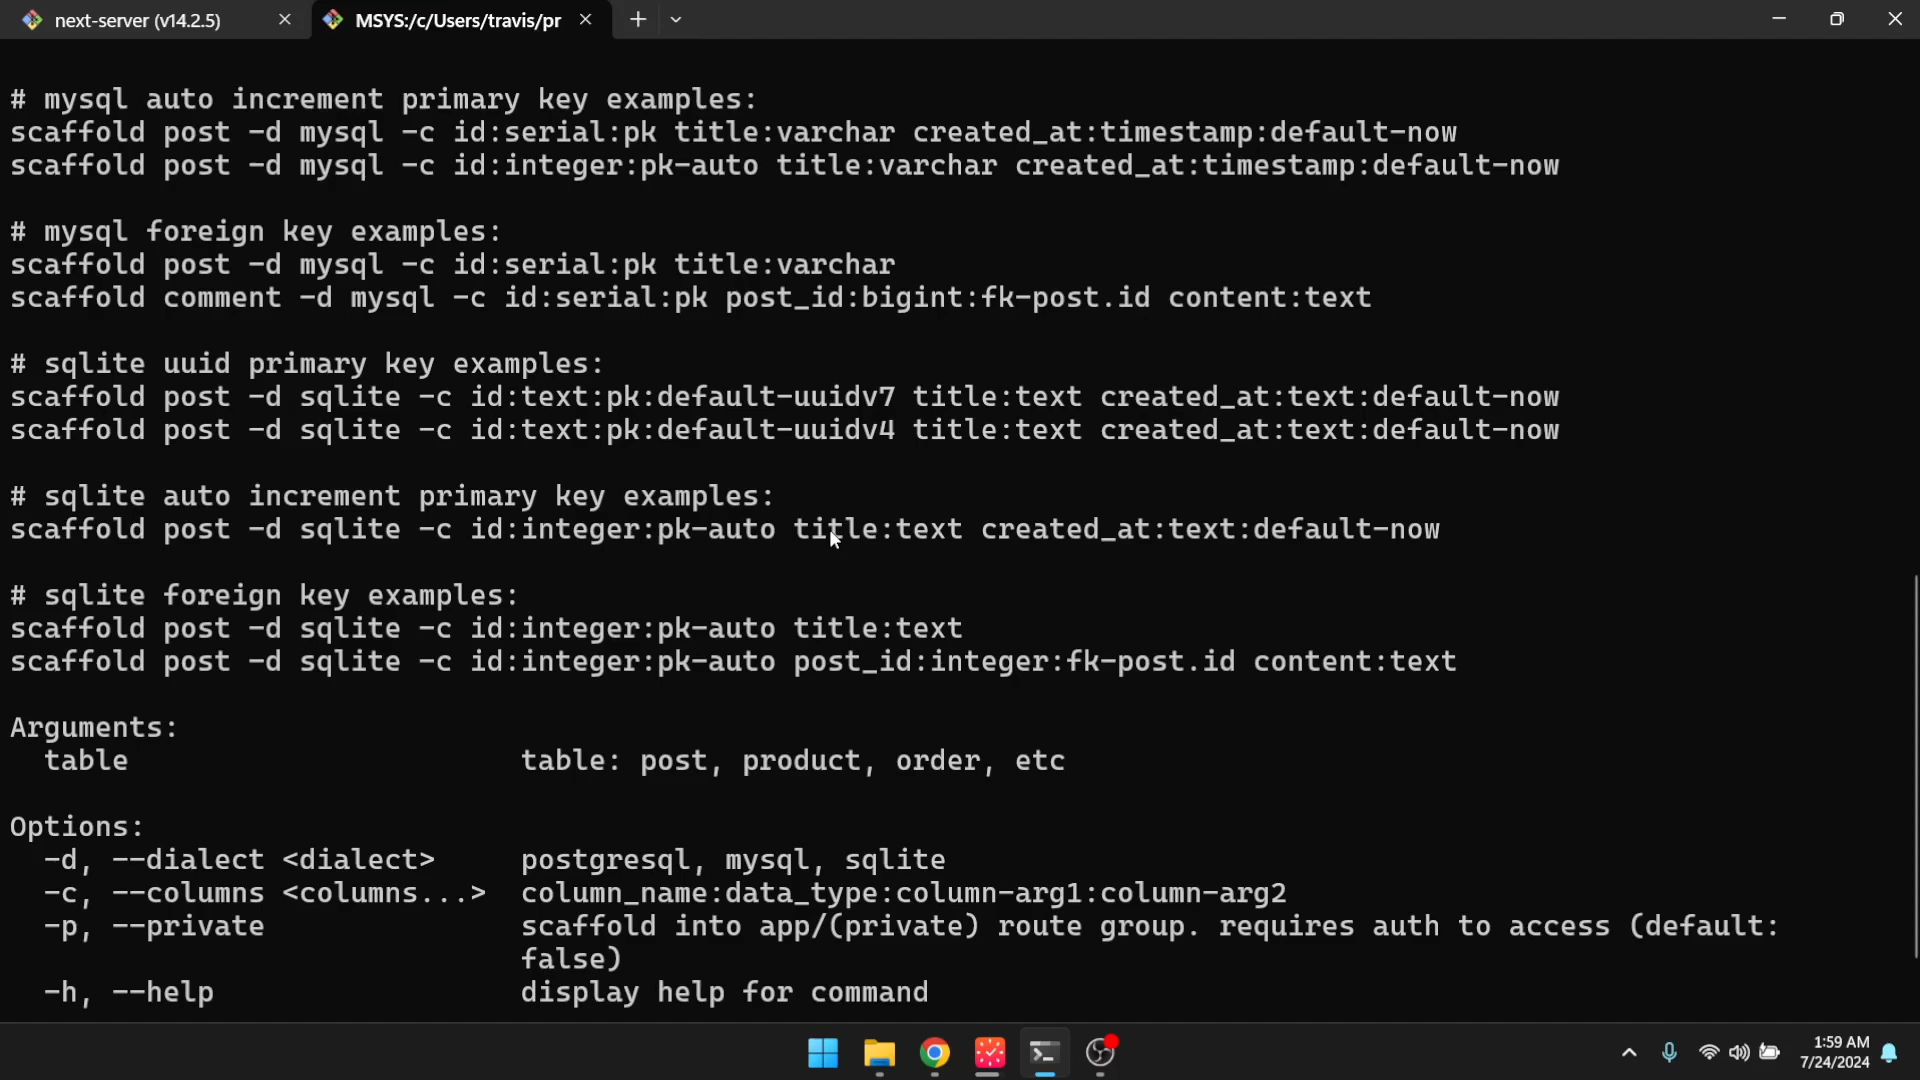 next-server (v14.2.5)
MSYS:/c/Users/travis/pr
# mysql auto increment primary key examples:
scaffold post -d mysql -c id:serial:pk title:varchar created_at:timestamp:default-now
scaffold post -d mysql -c id:integer:pk-auto title:varchar created_at:timestamp:default-now
# mysql foreign key examples:
scaffold post -d mysql -c id:serial:pk title:varchar
scaffold comment -d mysql -c id:serial:pk post_id:bigint:fk-post.id content:text
# sqlite uuid primary key examples:
scaffold post -d sqlite -c id:text:pk:default-uuidv7 title:text created_at:text:default-now
scaffold post -d sqlite -c id:text:pk:default-uuidv4 title:text created_at:text:default-now
# sqlite auto increment primary key examples:
scaffold post -d sqlite -c id:integer:pk-auto title:text created_at:text:default-now
# sqlite foreign key examples:
scaffold post -d sqlite -c id:integer:pk-auto title:text
scaffold post -d sqlite -c id:integer:pk-auto post_id:integer:fk-post.id content:text
Arguments:
table table: post, product, order, etc
Options:
-d, --dialect <dialect> postgresql, mysql, sqlite
-c, --columns <columns...> column_name:data_type:column-arg1:column-arg2
-p, --private scaffold into app/(private) route group. requires auth to access (default:
false)
-h, --help display help for command
1:59 AM
7/24/2024